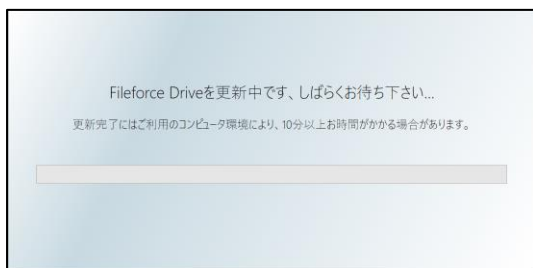 Fileforce Driveを更新中です、しばらくお待ち下さい...
更新完了にはご利用のコンピュータ環境により、10分以上お時間がかかる場合があります。